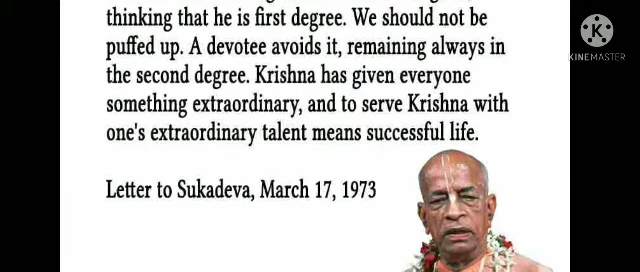 thinking that he is first degree. We should not be
puffed up. A devotee avoids it, remaining always in
the second degree. Krishna has given everyone
something extraordinary, and to serve Krishna with
one's extraordinary talent means successful life.
Letter to Sukadeva, March 17, 1973
K
KINEMASTER